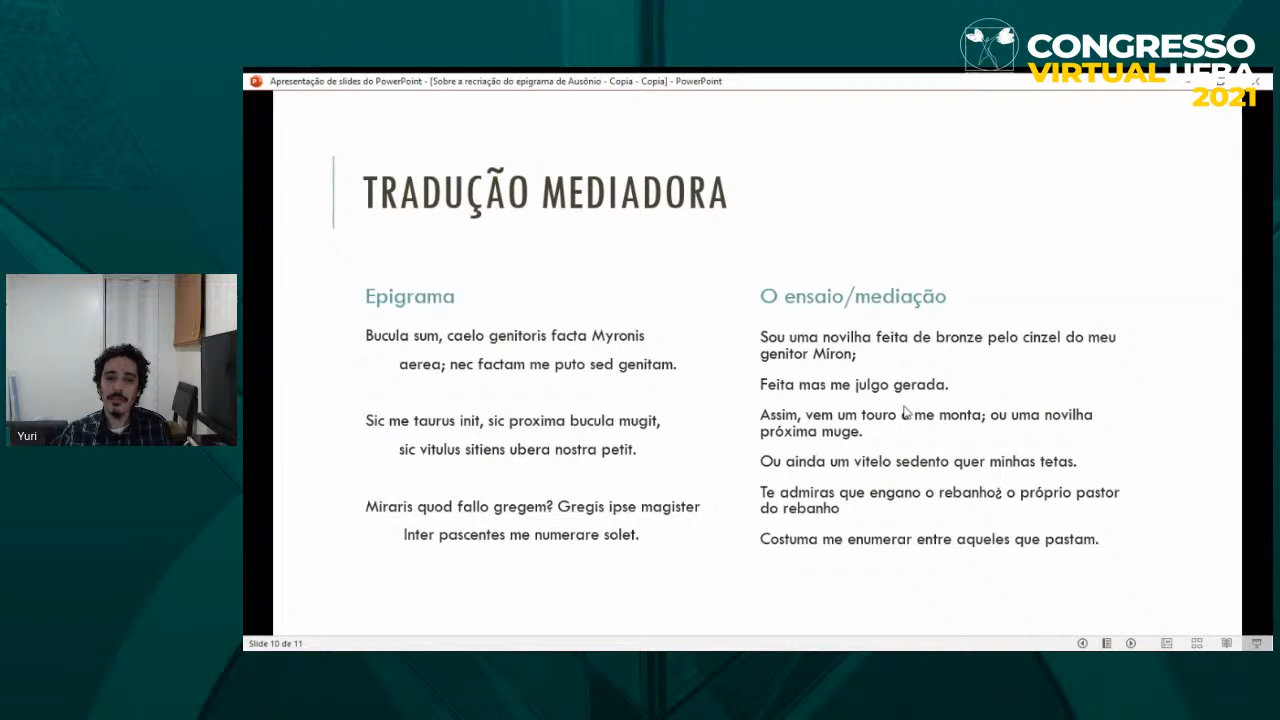 CONGRESSO
VIRTUAL UFBA
2021
Apresentação de slides do PowerPoint - [Sobre a recriação do epigrama de Ausônio - Copia - Copia] - PowerPoint
TRADUÇÃO MEDIADORA
Epigrama
Bucula sum, caelo genitoris facta Myronis
aerea; nec factam me puto sed genitam.
Sic me taurus init, sic proxima bucula mugit,
sic vitulus sitiens ubera nostra petit.
Miraris quod fallo gregem? Gregis ipse magister
Inter pascentes me numerare solet.
O ensaio/mediação
Sou uma novilha feita de bronze pelo cinzel do meu
genitor Míron;
Feita mas me julgo gerada.
Assim, vem um touro e me monta; ou uma novilha
próxima muge.
Ou ainda um vitelo sedento quer minhas tetas.
Te admiras que engano o rebanho¿ o próprio pastor
do rebanho
Costuma me enumerar entre aqueles que pastam.
Yuri
Slide 10 de 11